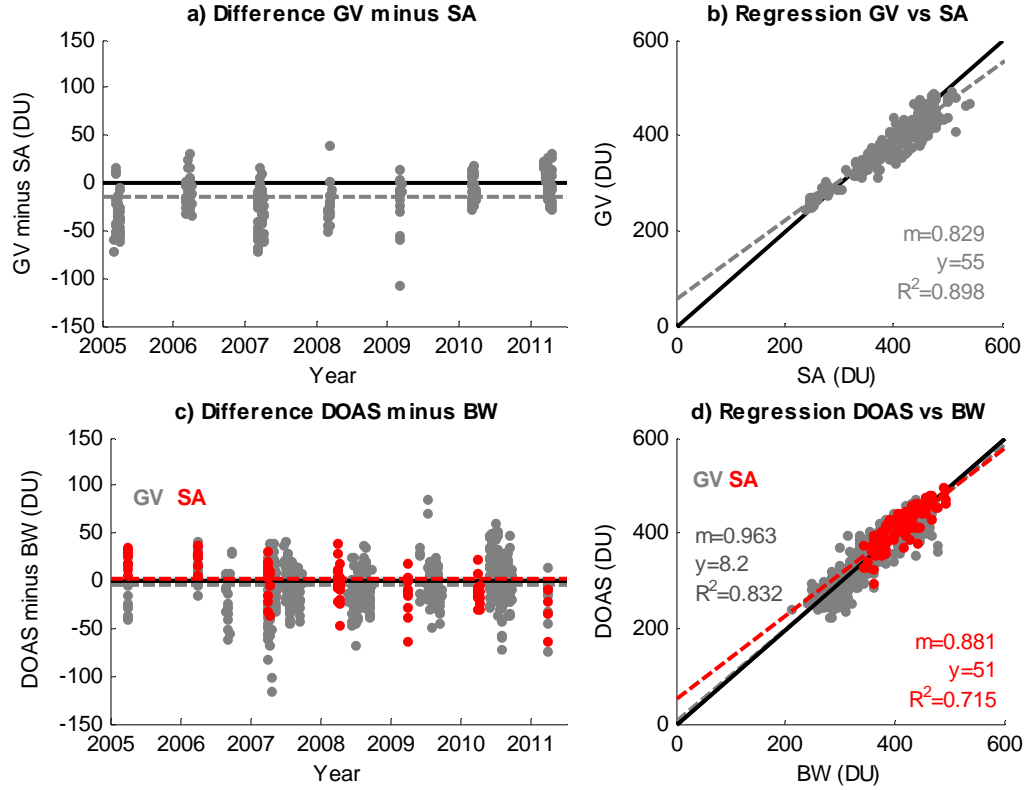 a) Difference GV minus SA
150
100
50
0
-50
-100
-150
GV minus SA (DU)
2005 2006 2007 2008 2009 2010 2011
Year
b) Regression GV vs SA
600
400
200
0
GV (DU)
m=0.829
y=55
R²=0.898
0 200 400 600
SA (DU)
c) Difference DOAS minus BW
150
100
50
0
-50
-100
-150
DOAS minus BW (DU)
GV SA
2005 2006 2007 2008 2009 2010 2011
Year
d) Regression DOAS vs BW
600
400
200
0
DOAS (DU)
GV SA
m=0.963
y=8.2
R²=0.832
m=0.881
y=51
R²=0.715
0 200 400 600
BW (DU)